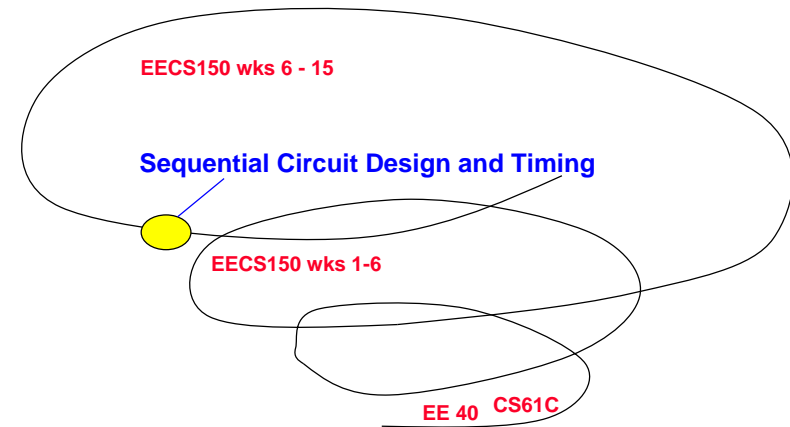 EECS150 wks 6 - 15
Sequential Circuit Design and Timing
EECS150 wks 1-6
EE 40 CS61C